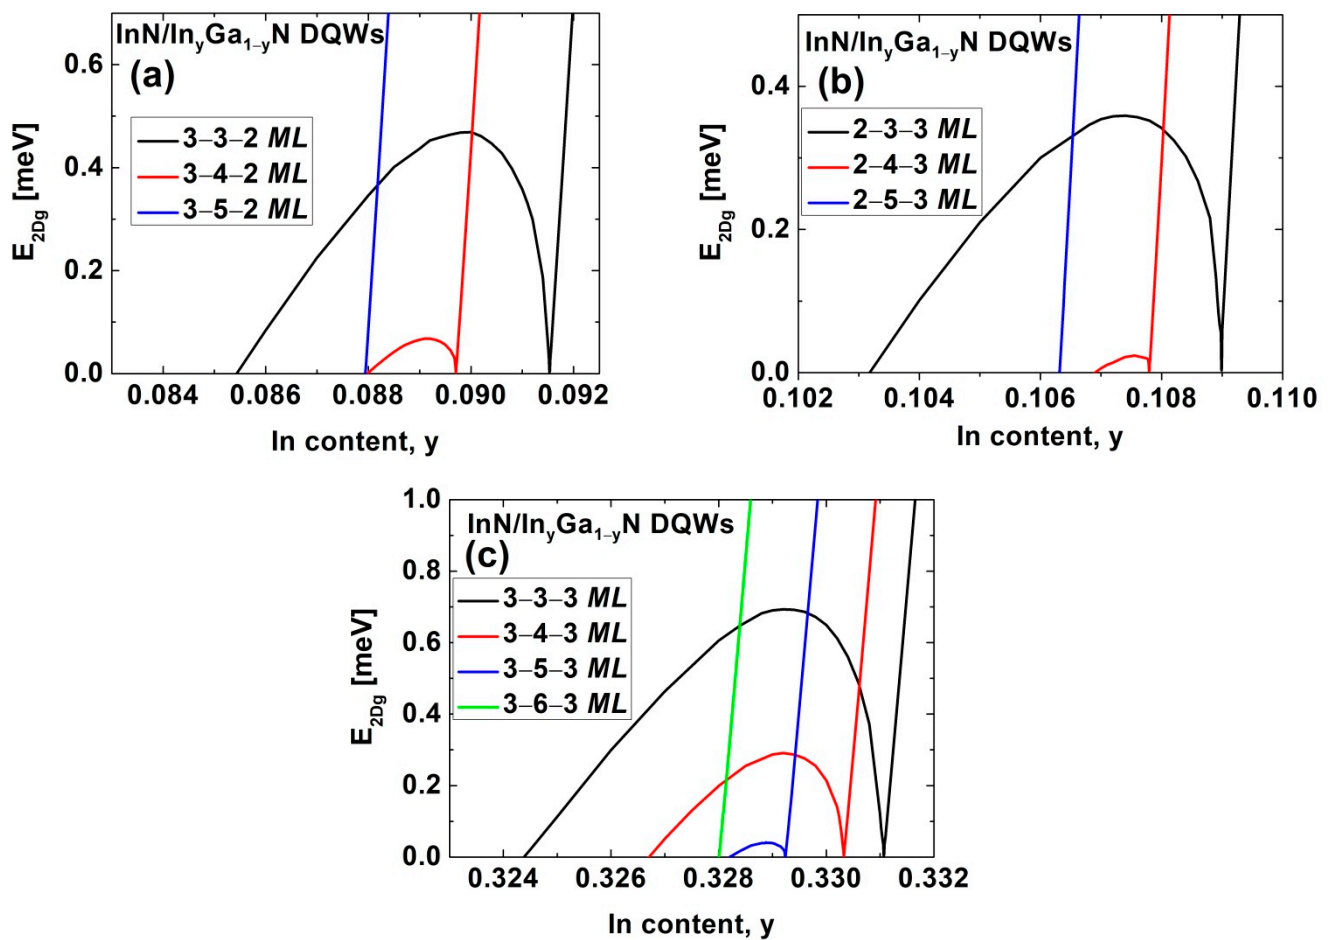 InN/InyGa1−yN DQWs
(a)
3−3−2 ML
3−4−2 ML
3−5−2 ML
E2Dg [meV]
0.6
0.4
0.2
0.0
0.084 0.086 0.088 0.090 0.092
In content, y
InN/InyGa1−yN DQWs
(b)
2−3−3 ML
2−4−3 ML
2−5−3 ML
E2Dg [meV]
0.4
0.2
0.0
0.102 0.104 0.106 0.108 0.110
In content, y
InN/InyGa1−yN DQWs
(c)
3−3−3 ML
3−4−3 ML
3−5−3 ML
3−6−3 ML
E2Dg [meV]
1.0
0.8
0.6
0.4
0.2
0.0
0.324 0.326 0.328 0.330 0.332
In content, y